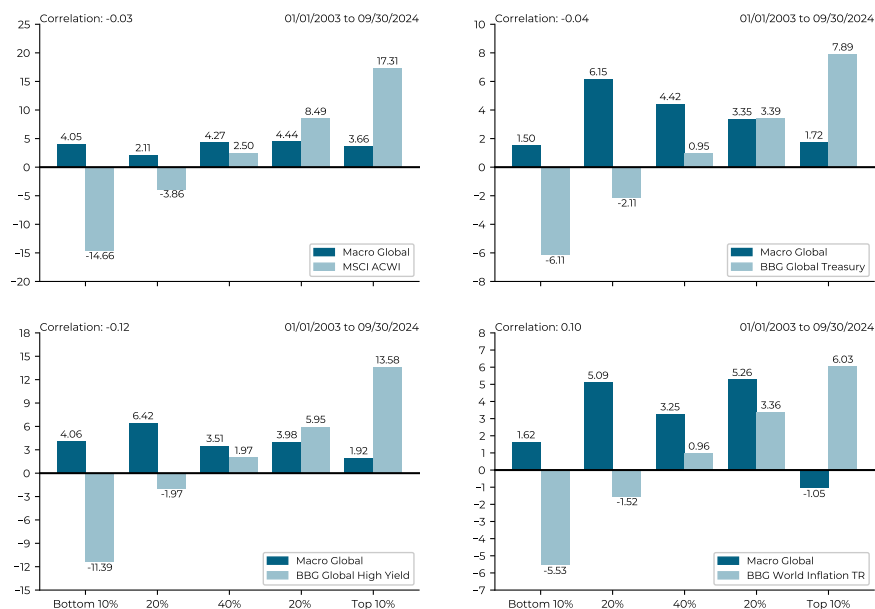 Correlation: -0.03 01/01/2003 to 09/30/2024
25
20
15
10
5
0
−5
−10
−15
−20
4.05 2.11 4.27 4.44 3.66
-14.66 -3.86 2.50 8.49 17.31
Macro Global
MSCI ACWI
Correlation: -0.04 01/01/2003 to 09/30/2024
10
8
6
4
2
0
−2
−4
−6
−8
1.50 6.15 4.42 3.35 1.72
-6.11 -2.11 0.95 3.39 7.89
Macro Global
BBG Global Treasury
Correlation: -0.12 01/01/2003 to 09/30/2024
18
15
12
9
6
3
0
−3
−6
−9
−12
−15
4.06 6.42 3.51 3.98 1.92
-11.39 -1.97 1.97 5.95 13.58
Macro Global
BBG Global High Yield
Bottom 10% 20% 40% 20% Top 10%
Correlation: 0.10 01/01/2003 to 09/30/2024
8
7
6
5
4
3
2
1
0
−1
−2
−3
−4
−5
−6
−7
1.62 5.09 3.25 5.26 -1.05
-5.53 -1.52 0.96 3.36 6.03
Macro Global
BBG World Inflation TR
Bottom 10% 20% 40% 20% Top 10%